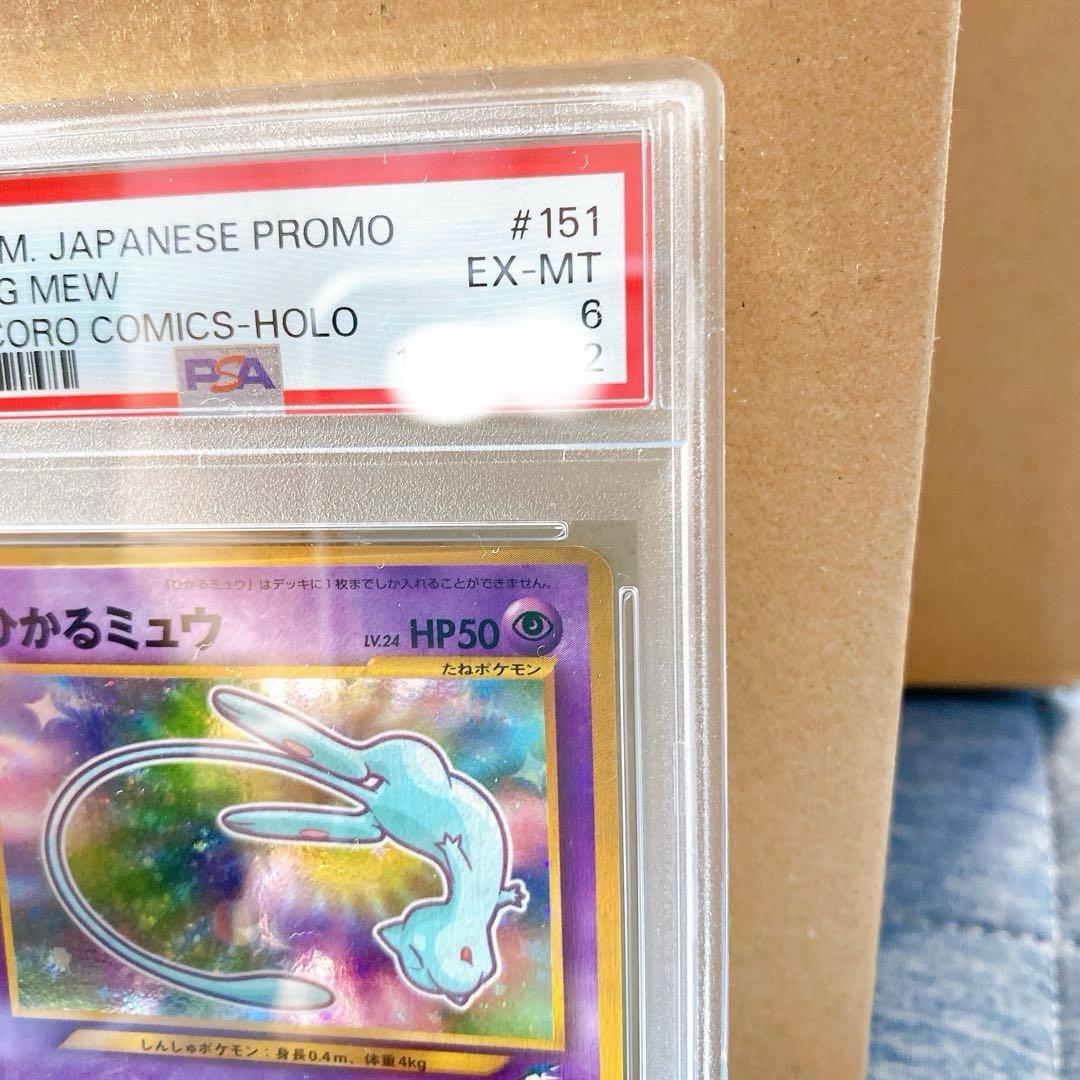 M. JAPANESE PROMO #151
G MEW EX-MT
CORO COMICS-HOLO 6
PSA 2
「ひかるミュウ」はデッキに1枚までしか入れることができません。
ひかるミュウ LV.24 HP50
たねポケモン
しんしゅポケモン:身長0.4m、体重4kg